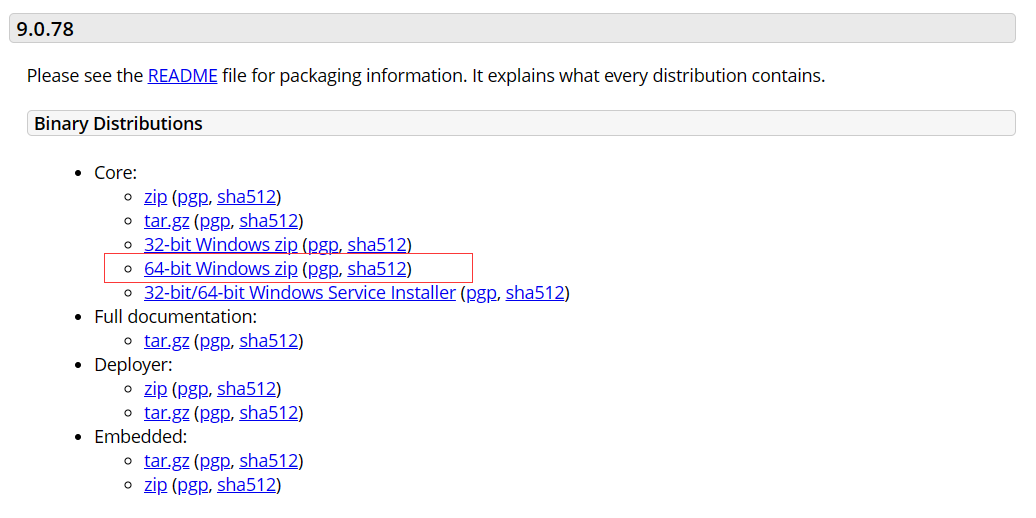 9.0.78
Please see the README file for packaging information. It explains what every distribution contains.
Binary Distributions
Core:
zip (pgp, sha512)
tar.gz (pgp, sha512)
32-bit Windows zip (pgp, sha512)
64-bit Windows zip (pgp, sha512)
32-bit/64-bit Windows Service Installer (pgp, sha512)
Full documentation:
tar.gz (pgp, sha512)
Deployer:
zip (pgp, sha512)
tar.gz (pgp, sha512)
Embedded:
tar.gz (pgp, sha512)
zip (pgp, sha512)